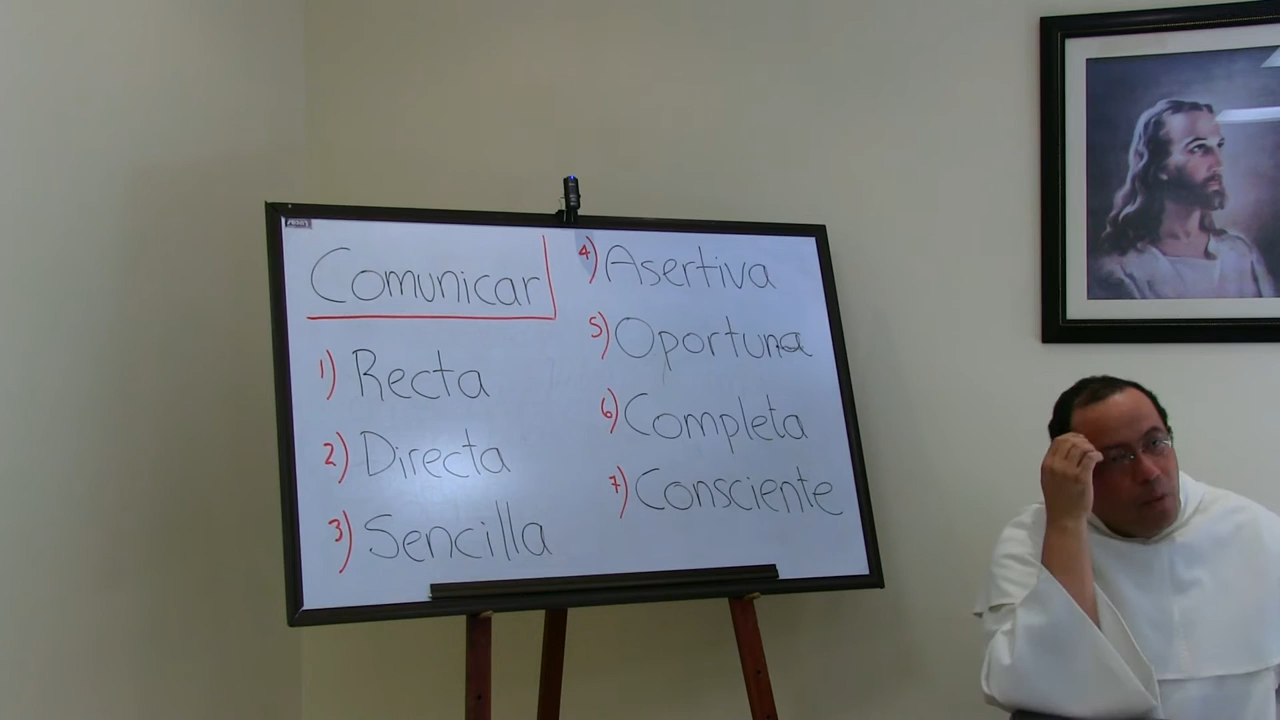 Comunicar
1) Recta
2) Directa
3) Sencilla
4) Asertiva
5) Oportuna
6) Completa
7) Consciente